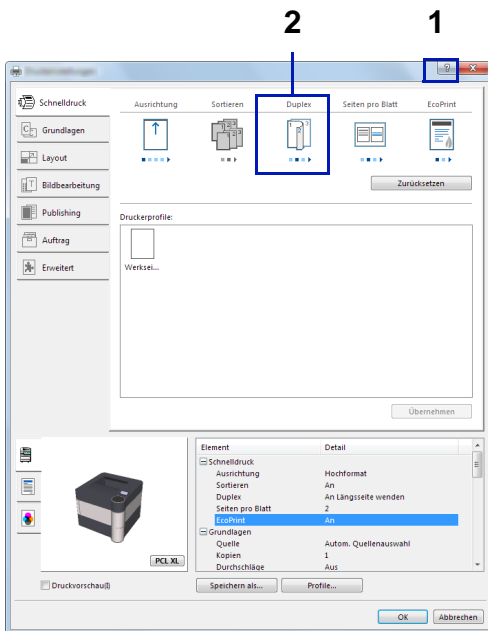 2 1
?
Schnelldruck
Grundlagen
Layout
Bildbearbeitung
Publishing
Auftrag
Erweitert
Ausrichtung Sortieren Duplex Seiten pro Blatt EcoPrint
Zurücksetzen
Druckerprofile:
Werksei...
Übernehmen
Element Detail
Schnelldruck
Ausrichtung Hochformat
Sortieren An
Duplex An Längsseite wenden
Seiten pro Blatt 2
EcoPrint An
Grundlagen
Quelle Autom. Quellenauswahl
Kopien 1
Durchschläge Aus
PCL XL
Druckvorschau(I)
Speichern als... Profile...
OK Abbrechen